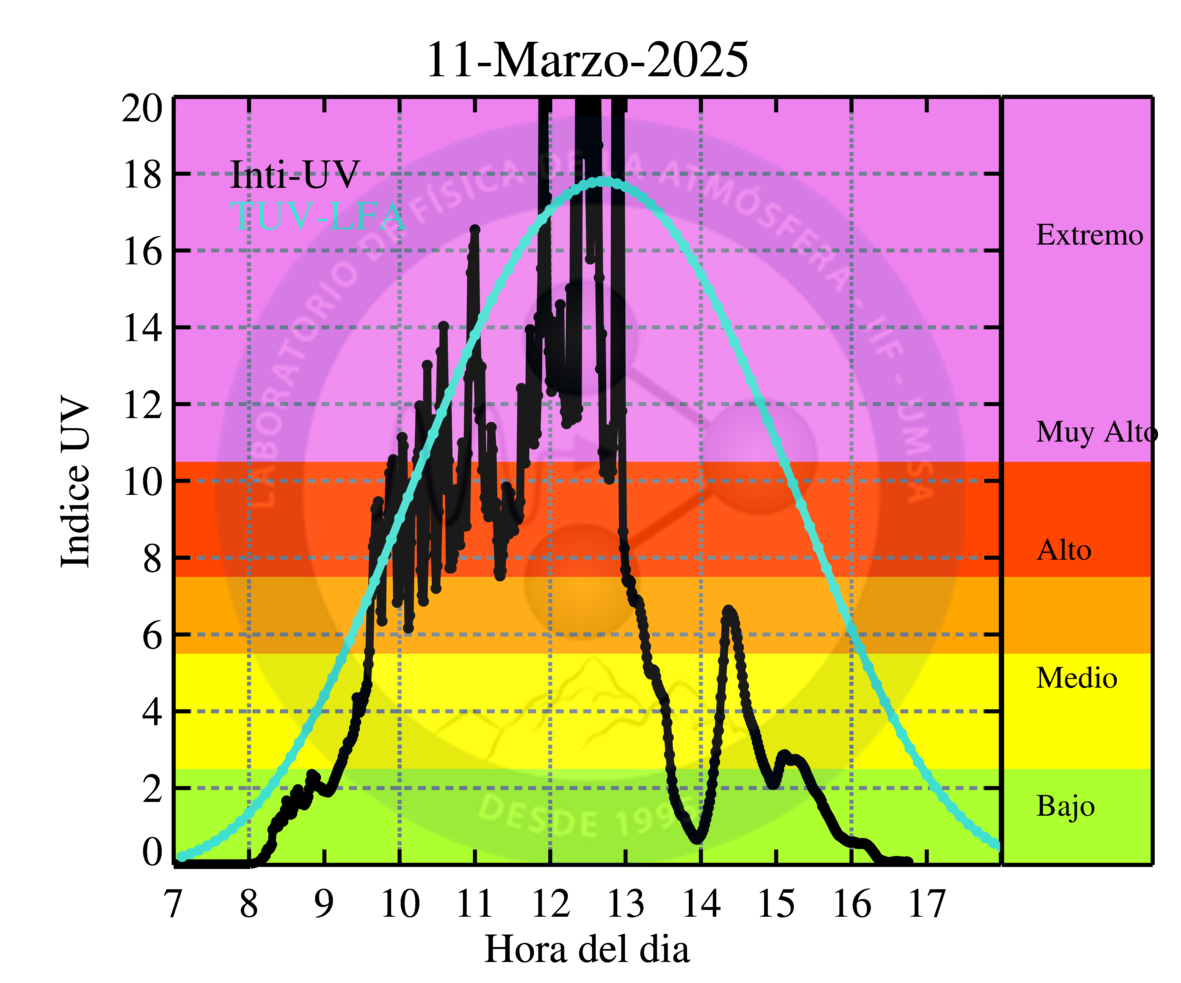 11-Marzo-2025
Inti-UV
TUV-LFA
LABORATORIO DE FÍSICA DE LA ATMÓSFERA - IIF - UMSA
DESDE 1995
Indice UV
20
18
16
14
12
10
8
6
4
2
0
Extremo
Muy Alto
Alto
Medio
Bajo
7 8 9 10 11 12 13 14 15 16 17
Hora del dia